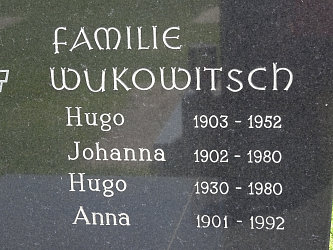 FAMILIE
WUKOWITSCH
Hugo 1903 - 1952
Johanna 1902 - 1980
Hugo 1930 - 1980
Anna 1901 - 1992